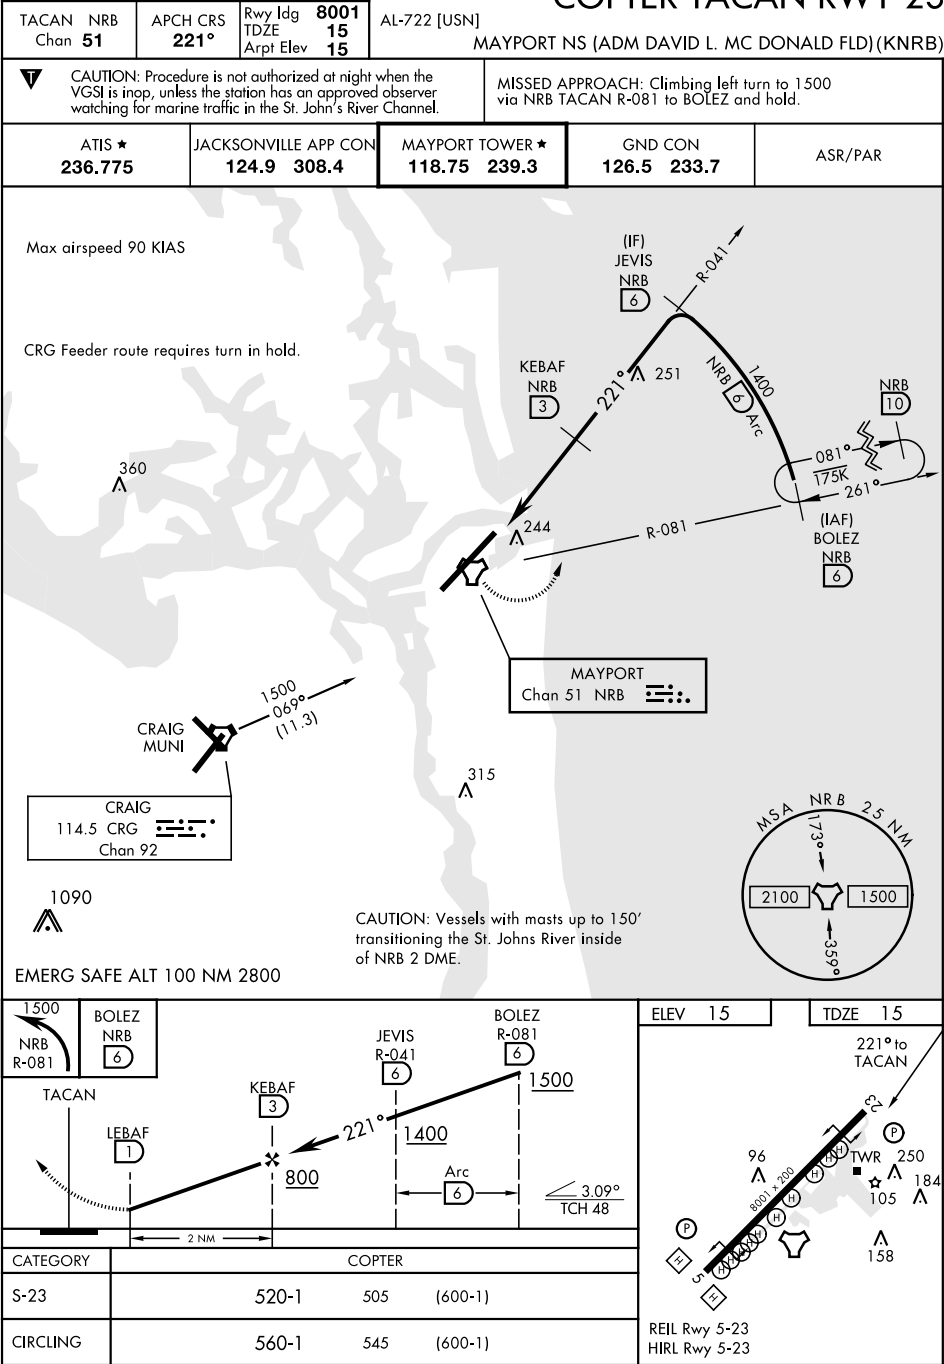 COPTER TACAN RWY 23
TACAN NRB
Chan 51
APCH CRS
221°
Rwy ldg 8001
TDZE 15
Arpt Elev 15
AL-722 [USN]
MAYPORT NS (ADM DAVID L. MC DONALD FLD) (KNRB)
T
CAUTION: Procedure is not authorized at night when the
VGSI is inop, unless the station has an approved observer
watching for marine traffic in the St. John's River Channel.
MISSED APPROACH: Climbing left turn to 1500
via NRB TACAN R-081 to BOLEZ and hold.
ATIS ★
236.775
JACKSONVILLE APP CON
124.9 308.4
MAYPORT TOWER ★
118.75 239.3
GND CON
126.5 233.7
ASR/PAR
Max airspeed 90 KIAS
CRG Feeder route requires turn in hold.
(IF)
JEVIS
NRB
6
R-041
KEBAF
NRB
3
221°
251
1400
NRB 6 Arc
NRB
10
081°
175K
261°
360
244
R-081
(IAF)
BOLEZ
NRB
6
MAYPORT
Chan 51 NRB
1500
069°
(11.3)
CRAIG
MUNI
315
CRAIG
114.5 CRG
Chan 92
MSA NRB 25 NM
173°
2100
1500
359°
1090
CAUTION: Vessels with masts up to 150'
transitioning the St. Johns River inside
of NRB 2 DME.
EMERG SAFE ALT 100 NM 2800
1500
NRB
R-081
BOLEZ
NRB
6
TACAN
LEBAF
1
KEBAF
3
JEVIS
R-041
6
BOLEZ
R-081
6
1500
221°
1400
800
Arc
6
3.09°
TCH 48
2 NM
CATEGORY
COPTER
S-23
520-1 505 (600-1)
CIRCLING
560-1 545 (600-1)
ELEV 15
TDZE 15
221° to
TACAN
23
P
96
TWR
250
184
105
8001 x 200
H
H
H
H
H
H
H
H
H
P
158
H
5
H
REIL Rwy 5-23
HIRL Rwy 5-23